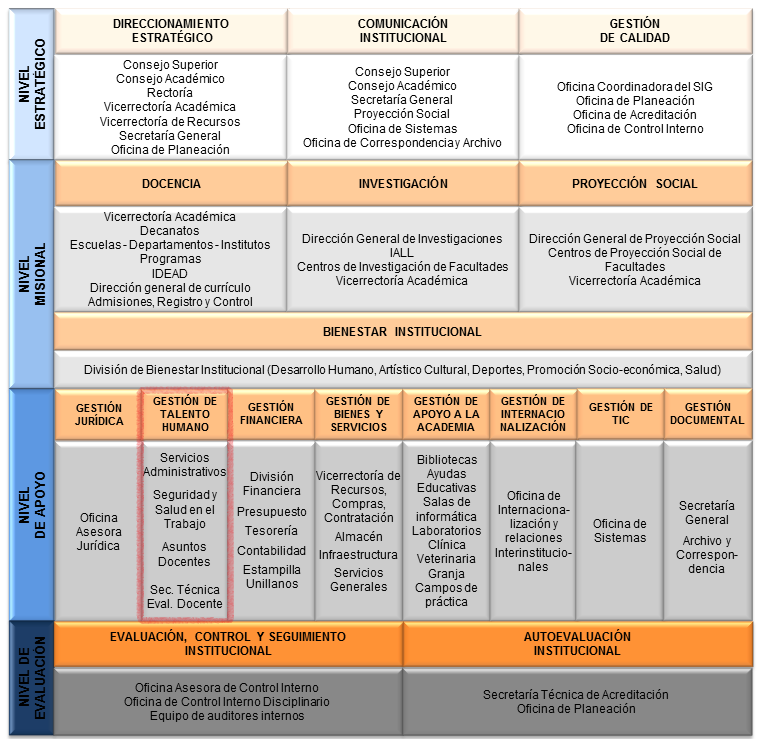 NIVEL
ESTRATÉGICO
DIRECCIONAMIENTO
ESTRATÉGICO
COMUNICACIÓN
INSTITUCIONAL
GESTIÓN
DE CALIDAD
Consejo Superior
Consejo Académico
Rectoría
Vicerrectoría Académica
Vicerrectoría de Recursos
Secretaría General
Oficina de Planeación
Consejo Superior
Consejo Académico
Secretaría General
Proyección Social
Oficina de Sistemas
Oficina de Correspondencia y Archivo
Oficina Coordinadora del SIG
Oficina de Planeación
Oficina de Acreditación
Oficina de Control Interno
NIVEL
MISIONAL
DOCENCIA
INVESTIGACIÓN
PROYECCIÓN SOCIAL
Vicerrectoría Académica
Decanatos
Escuelas - Departamentos - Institutos
Programas
IDEAD
Dirección general de currículo
Admisiones, Registro y Control
Dirección General de Investigaciones
IALL
Centros de Investigación de Facultades
Vicerrectoría Académica
Dirección General de Proyección Social
Centros de Proyección Social de
Facultades
Vicerrectoría Académica
BIENESTAR INSTITUCIONAL
División de Bienestar Institucional (Desarrollo Humano, Artístico Cultural, Deportes, Promoción Socio-económica, Salud)
NIVEL
DE APOYO
GESTIÓN
JURÍDICA
GESTIÓN DE
TALENTO
HUMANO
GESTIÓN
FINANCIERA
GESTIÓN DE
BIENES Y
SERVICIOS
GESTIÓN DE
APOYO A LA
ACADEMIA
GESTIÓN DE
INTERNACIO
NALIZACIÓN
GESTIÓN DE
TIC
GESTIÓN
DOCUMENTAL
Oficina
Asesora
Jurídica
Servicios
Administrativos
Seguridad y
Salud en el
Trabajo
Asuntos
Docentes
Sec. Técnica
Eval. Docente
División
Financiera
Presupuesto
Tesorería
Contabilidad
Estampilla
Unillanos
Vicerrectoría de
Recursos,
Compras,
Contratación
Almacén
Infraestructura
Servicios
Generales
Bibliotecas
Ayudas
Educativas
Salas de
informática
Laboratorios
Clínica
Veterinaria
Granja
Campos de
práctica
Oficina de
Internaciona-
lización y
relaciones
Interinstitucio-
nales
Oficina de
Sistemas
Secretaría
General
Archivo y
Correspon-
dencia
NIVEL DE
EVALUACIÓN
EVALUACIÓN, CONTROL Y SEGUIMIENTO
INSTITUCIONAL
AUTOEVALUACIÓN
INSTITUCIONAL
Oficina Asesora de Control Interno
Oficina de Control Interno Disciplinario
Equipo de auditores internos
Secretaría Técnica de Acreditación
Oficina de Planeación